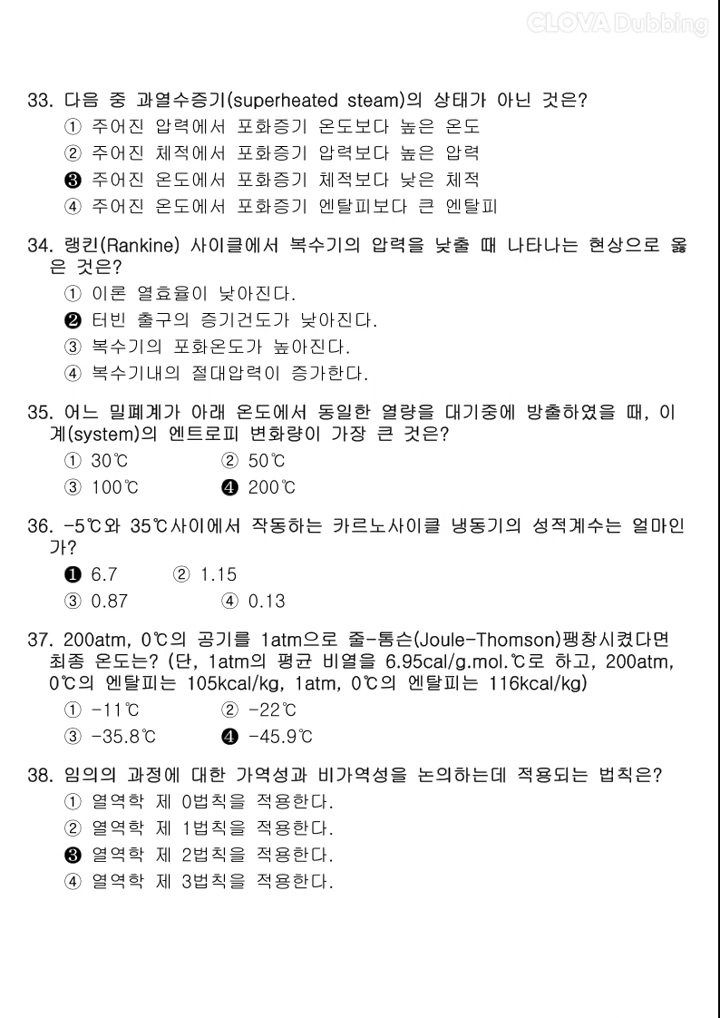 CLOVA Dubbing
33. 다음 중 과열수증기(superheated steam)의 상태가 아닌 것은?
① 주어진 압력에서 포화증기 온도보다 높은 온도
② 주어진 체적에서 포화증기 압력보다 높은 압력
❸ 주어진 온도에서 포화증기 체적보다 낮은 체적
④ 주어진 온도에서 포화증기 엔탈피보다 큰 엔탈피
34. 랭킨(Rankine) 사이클에서 복수기의 압력을 낮출 때 나타나는 현상으로 옳
은 것은?
① 이론 열효율이 낮아진다.
❷ 터빈 출구의 증기건도가 낮아진다.
③ 복수기의 포화온도가 높아진다.
④ 복수기내의 절대압력이 증가한다.
35. 어느 밀폐계가 아래 온도에서 동일한 열량을 대기중에 방출하였을 때, 이
계(system)의 엔트로피 변화량이 가장 큰 것은?
① 30℃ ② 50℃
③ 100℃ ❹ 200℃
36. -5℃와 35℃사이에서 작동하는 카르노사이클 냉동기의 성적계수는 얼마인
가?
❶ 6.7 ② 1.15
③ 0.87 ④ 0.13
37. 200atm, 0℃의 공기를 1atm으로 줄-톰슨(Joule-Thomson)팽창시켰다면
최종 온도는? (단, 1atm의 평균 비열을 6.95cal/g.mol.℃로 하고, 200atm,
0℃의 엔탈피는 105kcal/kg, 1atm, 0℃의 엔탈피는 116kcal/kg)
① -11℃ ② -22℃
③ -35.8℃ ❹ -45.9℃
38. 임의의 과정에 대한 가역성과 비가역성을 논의하는데 적용되는 법칙은?
① 열역학 제 0법칙을 적용한다.
② 열역학 제 1법칙을 적용한다.
❸ 열역학 제 2법칙을 적용한다.
④ 열역학 제 3법칙을 적용한다.